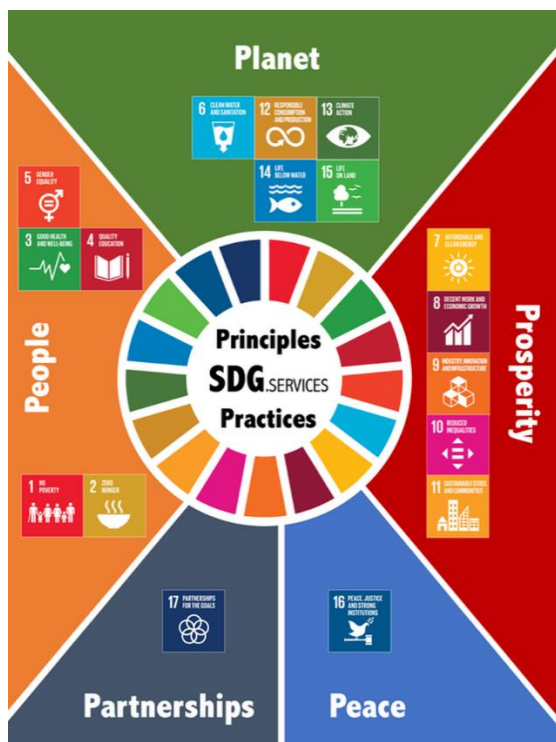 Planet
6 CLEAN WATER
AND SANITATION
12 RESPONSIBLE
CONSUMPTION
AND PRODUCTION
13 CLIMATE
ACTION
14 LIFE
BELOW WATER
15 LIFE
ON LAND
People
5 GENDER
EQUALITY
3 GOOD HEALTH
AND WELL-BEING
4 QUALITY
EDUCATION
1 NO
POVERTY
2 ZERO
HUNGER
Principles
SDG.SERVICES
Practices
Prosperity
7 AFFORDABLE AND
CLEAN ENERGY
8 DECENT WORK AND
ECONOMIC GROWTH
9 INDUSTRY, INNOVATION
AND INFRASTRUCTURE
10 REDUCED
INEQUALITIES
11 SUSTAINABLE CITIES
AND COMMUNITIES
17 PARTNERSHIPS
FOR THE GOALS
Partnerships
16 PEACE, JUSTICE
AND STRONG
INSTITUTIONS
Peace